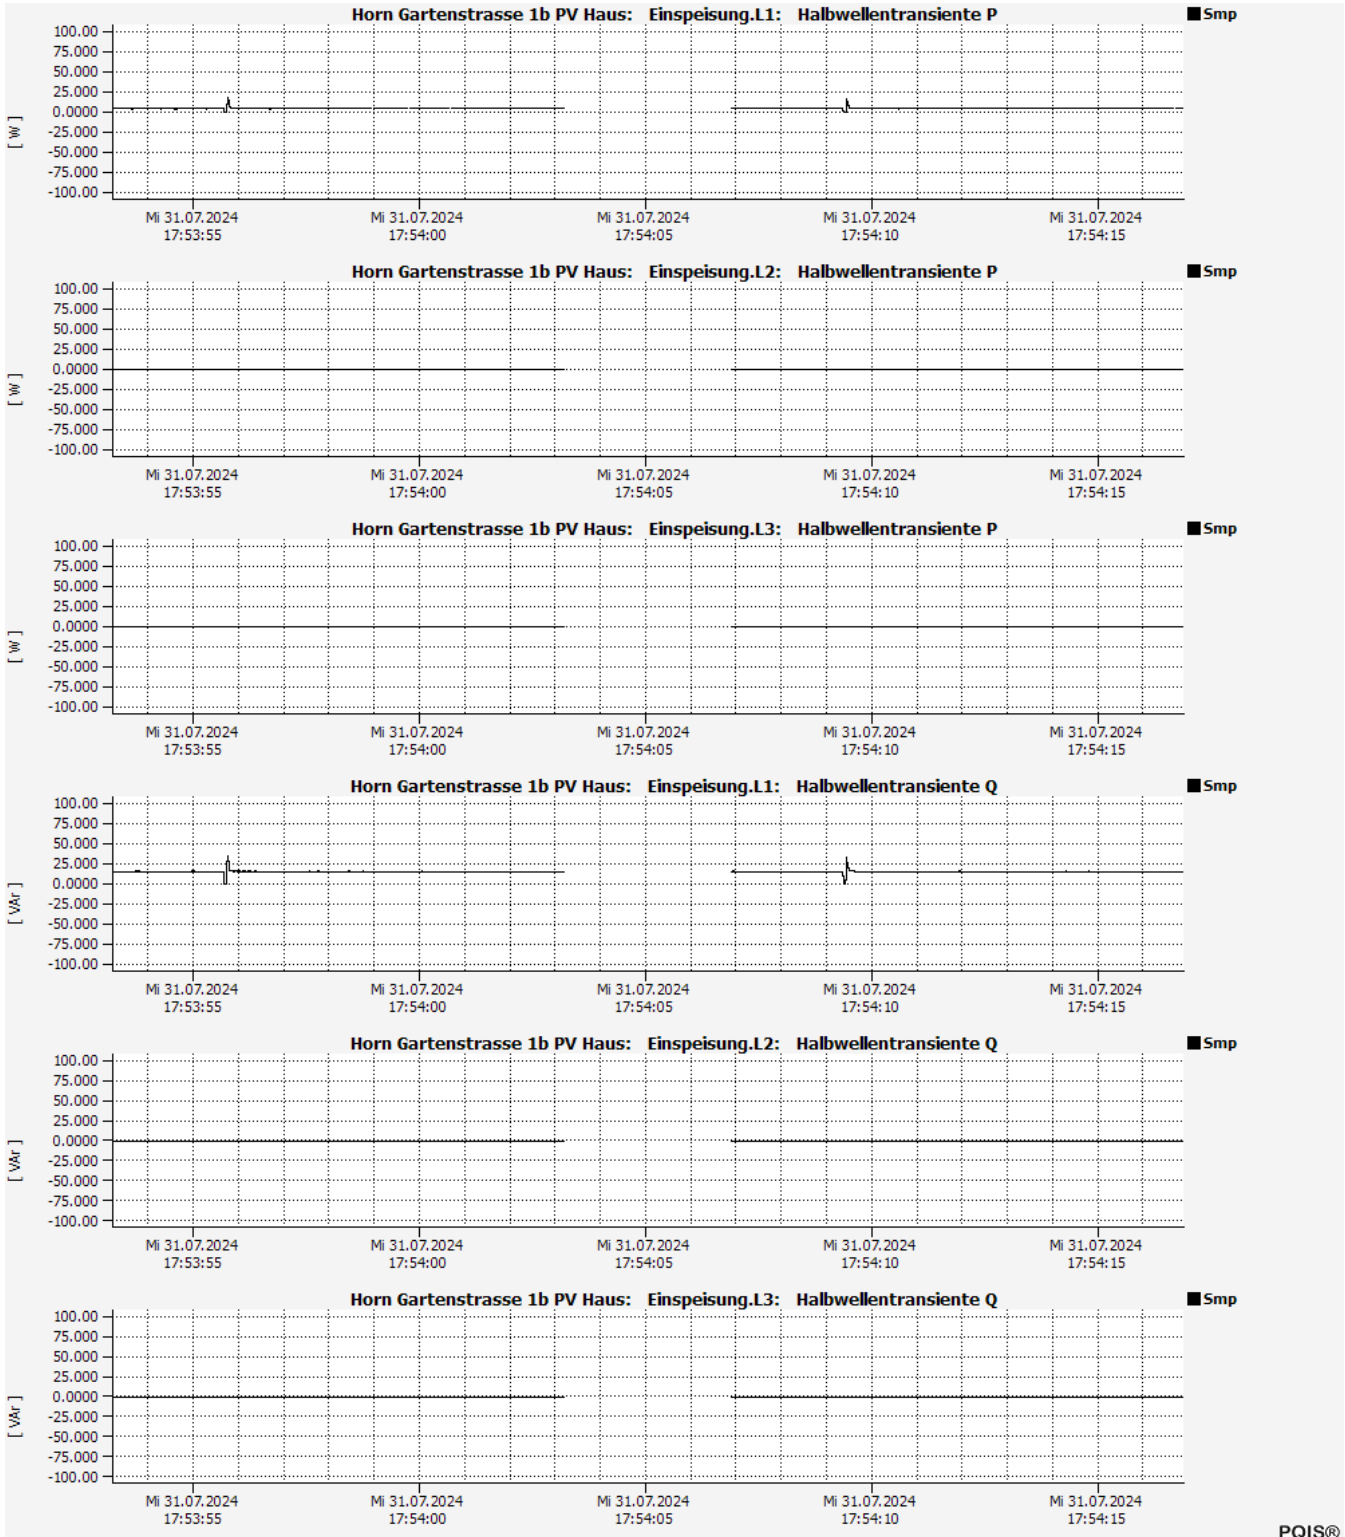 Horn Gartenstrasse 1b PV Haus: Einspeisung.L1: Halbwellentransiente P
Smp
100.00
75.000
50.000
25.000
0.0000
-25.000
-50.000
-75.000
-100.00
[ W ]
Mi 31.07.2024 Mi 31.07.2024 Mi 31.07.2024 Mi 31.07.2024 Mi 31.07.2024
17:53:55 17:54:00 17:54:05 17:54:10 17:54:15
Horn Gartenstrasse 1b PV Haus: Einspeisung.L2: Halbwellentransiente P
Smp
100.00
75.000
50.000
25.000
0.0000
-25.000
-50.000
-75.000
-100.00
[ W ]
Mi 31.07.2024 Mi 31.07.2024 Mi 31.07.2024 Mi 31.07.2024 Mi 31.07.2024
17:53:55 17:54:00 17:54:05 17:54:10 17:54:15
Horn Gartenstrasse 1b PV Haus: Einspeisung.L3: Halbwellentransiente P
Smp
100.00
75.000
50.000
25.000
0.0000
-25.000
-50.000
-75.000
-100.00
[ W ]
Mi 31.07.2024 Mi 31.07.2024 Mi 31.07.2024 Mi 31.07.2024 Mi 31.07.2024
17:53:55 17:54:00 17:54:05 17:54:10 17:54:15
Horn Gartenstrasse 1b PV Haus: Einspeisung.L1: Halbwellentransiente Q
Smp
100.00
75.000
50.000
25.000
0.0000
-25.000
-50.000
-75.000
-100.00
[ VAr ]
Mi 31.07.2024 Mi 31.07.2024 Mi 31.07.2024 Mi 31.07.2024 Mi 31.07.2024
17:53:55 17:54:00 17:54:05 17:54:10 17:54:15
Horn Gartenstrasse 1b PV Haus: Einspeisung.L2: Halbwellentransiente Q
Smp
100.00
75.000
50.000
25.000
0.0000
-25.000
-50.000
-75.000
-100.00
[ VAr ]
Mi 31.07.2024 Mi 31.07.2024 Mi 31.07.2024 Mi 31.07.2024 Mi 31.07.2024
17:53:55 17:54:00 17:54:05 17:54:10 17:54:15
Horn Gartenstrasse 1b PV Haus: Einspeisung.L3: Halbwellentransiente Q
Smp
100.00
75.000
50.000
25.000
0.0000
-25.000
-50.000
-75.000
-100.00
[ VAr ]
Mi 31.07.2024 Mi 31.07.2024 Mi 31.07.2024 Mi 31.07.2024 Mi 31.07.2024
17:53:55 17:54:00 17:54:05 17:54:10 17:54:15
PQIS®